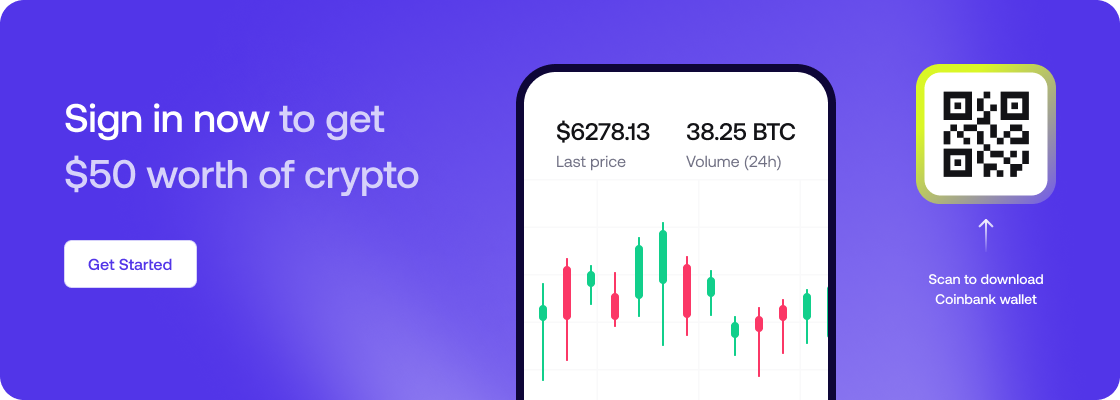 Sign in now to get
$50 worth of crypto
Get Started
$6278.13
Last price
38.25 BTC
Volume (24h)
Scan to download
Coinbank wallet